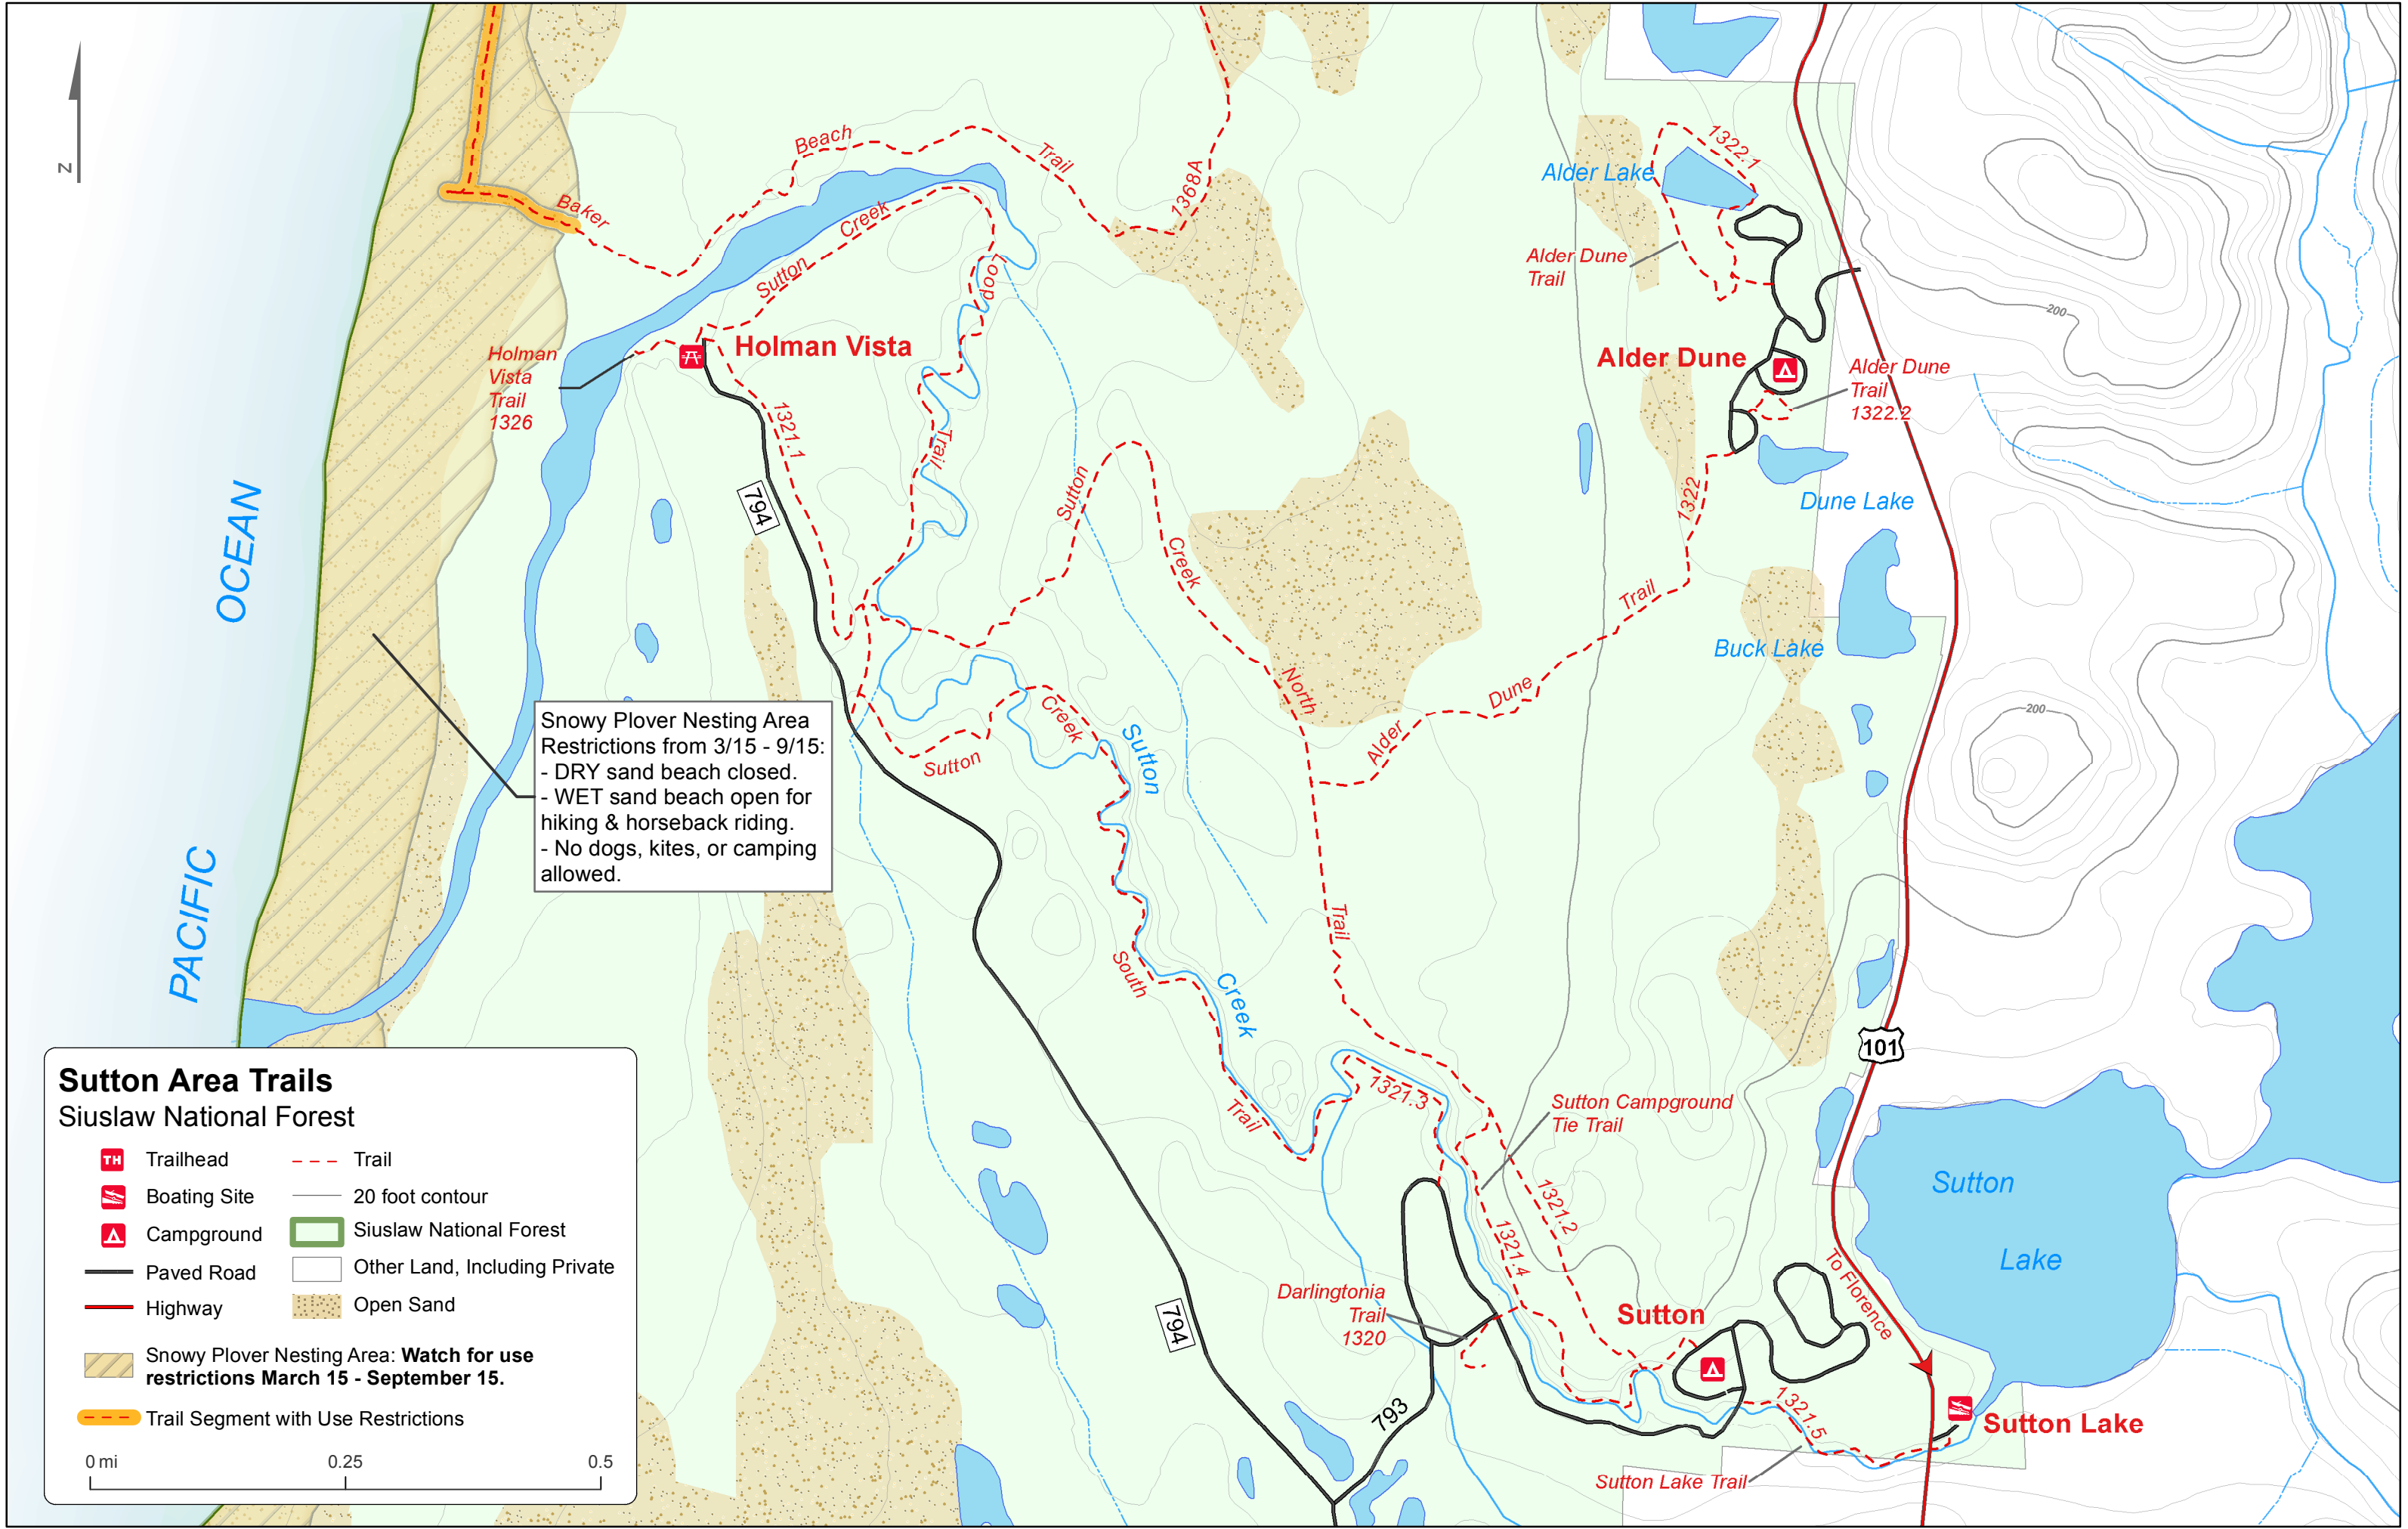 Beach
Trail
1368A
Baker
Creek
Sutton
Loop
Trail
1322.1
Alder Lake
Alder Dune
Trail
200
Holman
Vista
Trail
1326
Holman Vista
Alder Dune
Alder Dune
Trail
1322.2
1321.1
794
Sutton
Creek
North
Trail
1322
Dune Lake
Trail
Dune
Alder
Buck Lake
200
OCEAN
PACIFIC
Snowy Plover Nesting Area
Restrictions from 3/15 - 9/15:
- DRY sand beach closed.
- WET sand beach open for
hiking & horseback riding.
- No dogs, kites, or camping
allowed.
Sutton
Creek
South
Trail
1321.3
Sutton
Creek
101
Sutton Campground
Tie Trail
1321.2
1321.4
Sutton
Lake
To Florence
Darlingtonia
Trail
1320
Sutton
794
793
1321.5
Sutton Lake
Sutton Lake Trail
N
Sutton Area Trails
Siuslaw National Forest
TH Trailhead
Boating Site
Campground
Paved Road
Highway
Trail
20 foot contour
Siuslaw National Forest
Other Land, Including Private
Open Sand
Snowy Plover Nesting Area: Watch for use
restrictions March 15 - September 15.
Trail Segment with Use Restrictions
0 mi 0.25 0.5